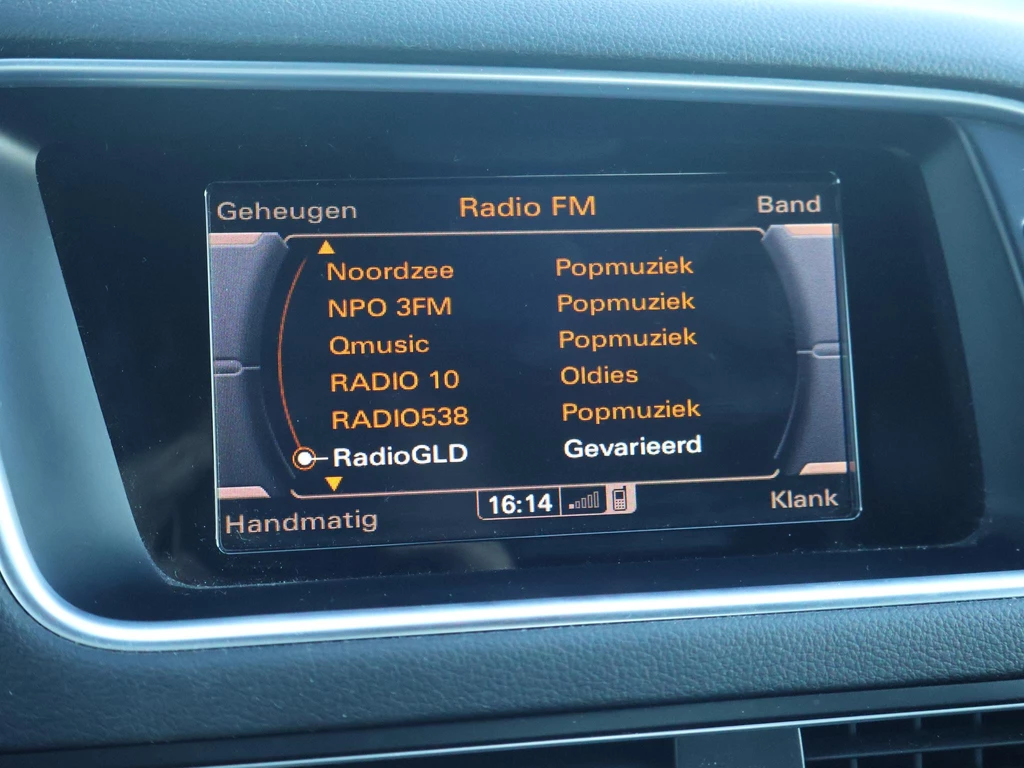 Geheugen Radio FM Band
Noordzee Popmuziek
NPO 3FM Popmuziek
Qmusic Popmuziek
RADIO 10 Oldies
RADIO538 Popmuziek
RadioGLD Gevarieerd
Handmatig 16:14 Klank